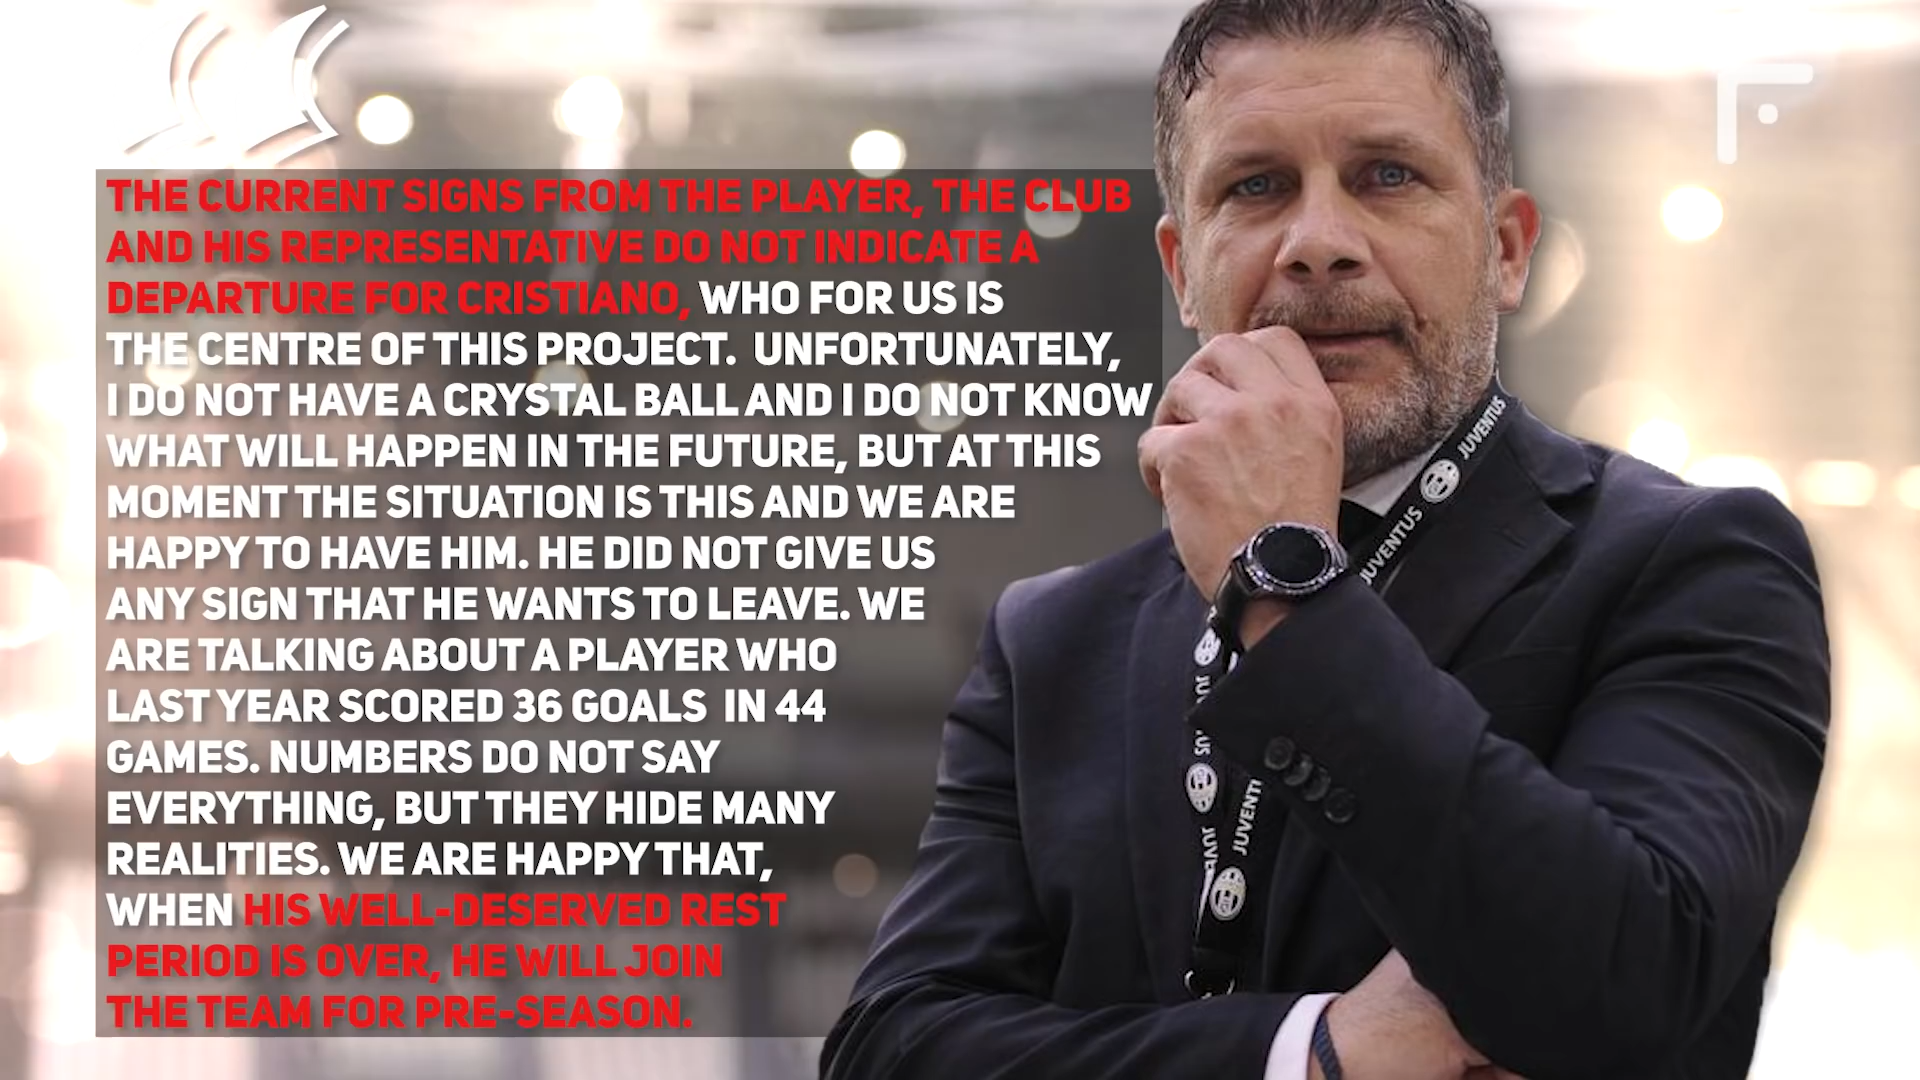 THE CURRENT SIGNS FROM THE PLAYER, THE CLUB
AND HIS REPRESENTATIVE DO NOT INDICATE A
DEPARTURE FOR CRISTIANO, WHO FOR US IS
THE CENTRE OF THIS PROJECT. UNFORTUNATELY,
I DO NOT HAVE A CRYSTAL BALL AND I DO NOT KNOW
WHAT WILL HAPPEN IN THE FUTURE, BUT AT THIS
MOMENT THE SITUATION IS THIS AND WE ARE
HAPPY TO HAVE HIM. HE DID NOT GIVE US
ANY SIGN THAT HE WANTS TO LEAVE. WE
ARE TALKING ABOUT A PLAYER WHO
LAST YEAR SCORED 36 GOALS IN 44
GAMES. NUMBERS DO NOT SAY
EVERYTHING, BUT THEY HIDE MANY
REALITIES. WE ARE HAPPY THAT,
WHEN HIS WELL-DESERVED REST
PERIOD IS OVER, HE WILL JOIN
THE TEAM FOR PRE-SEASON.
JUVENTUS
JUVENTUS
JUVENT